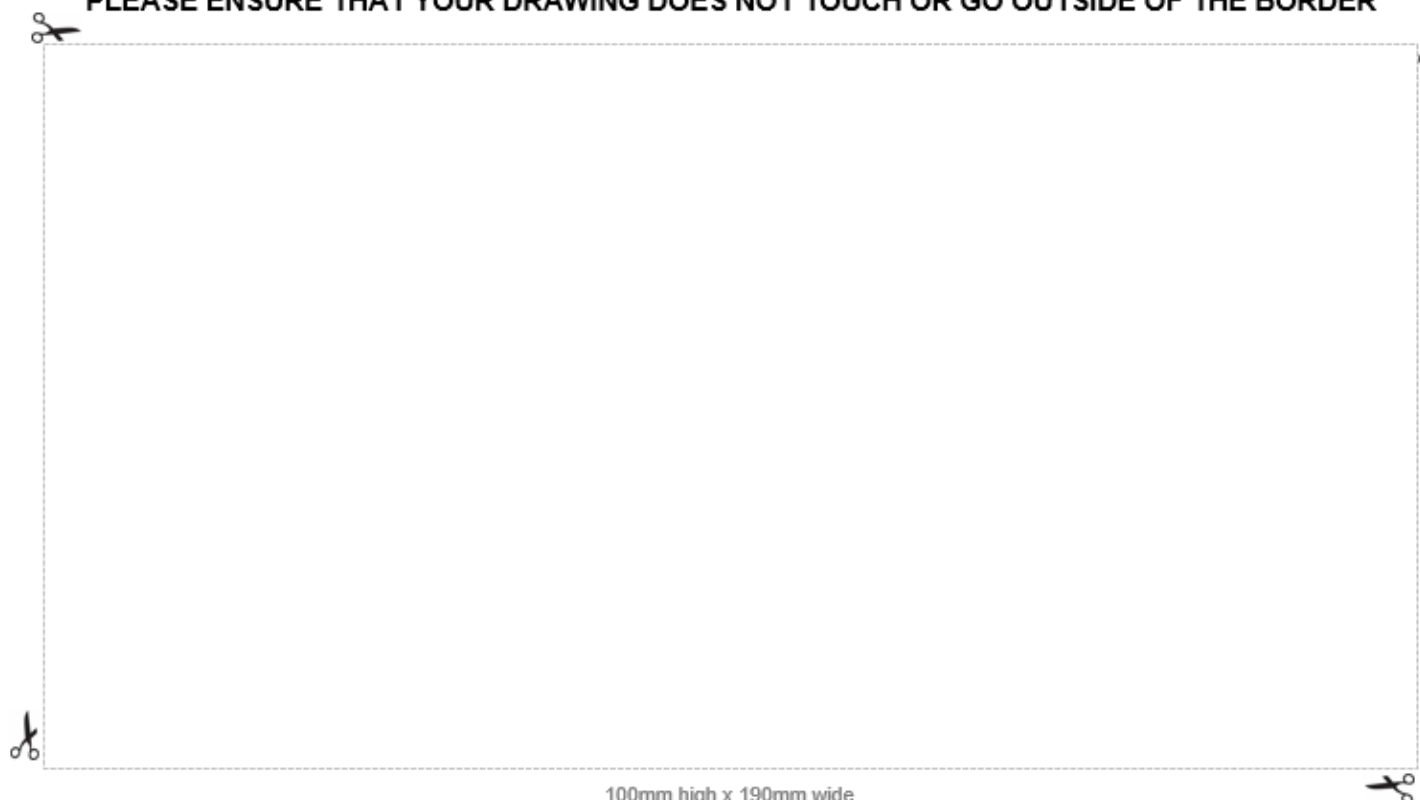 PLEASE ENSURE THAT YOUR DRAWING DOES NOT TOUCH OR GO OUTSIDE OF THE BORDER
100mm high x 190mm wide